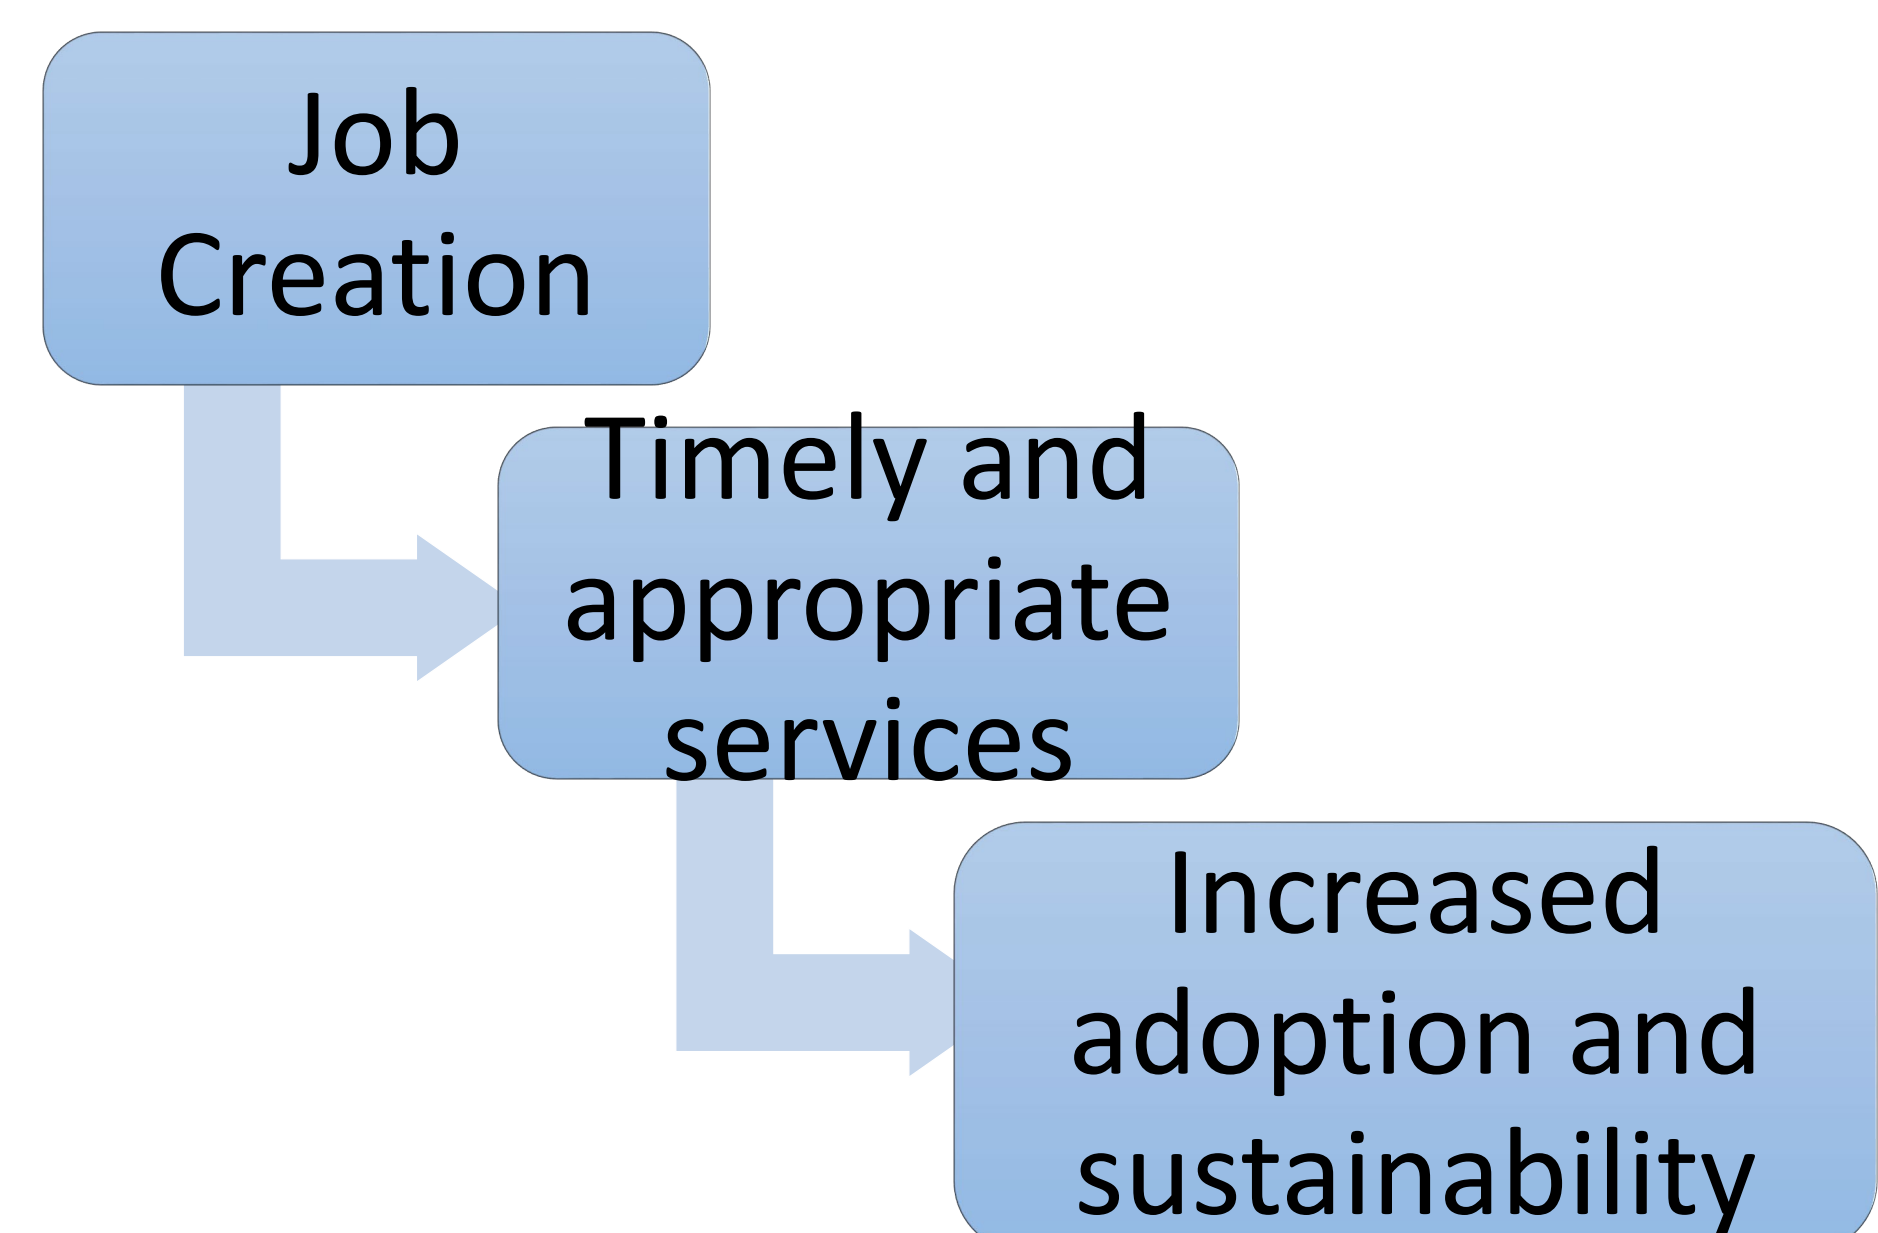 Job
Creation
Timely and
appropriate
services
Increased
adoption and
sustainability